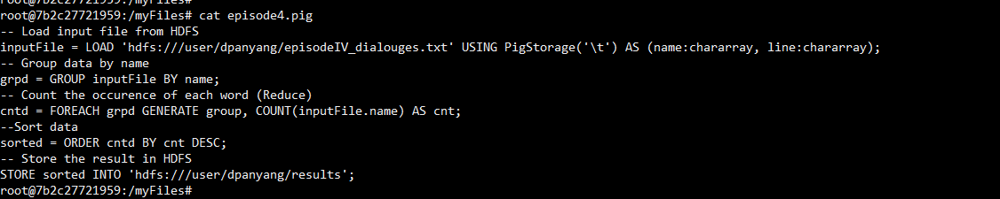 root@7b2c27721959:/myFiles#
root@7b2c27721959:/myFiles# cat episode4.pig
-- Load input file from HDFS
inputFile = LOAD 'hdfs:///user/dpanyang/episodeIV_dialouges.txt' USING PigStorage('\t') AS (name:chararray, line:chararray);
-- Group data by name
grpd = GROUP inputFile BY name;
-- Count the occurence of each word (Reduce)
cntd = FOREACH grpd GENERATE group, COUNT(inputFile.name) AS cnt;
--Sort data
sorted = ORDER cntd BY cnt DESC;
-- Store the result in HDFS
STORE sorted INTO 'hdfs:///user/dpanyang/results';
root@7b2c27721959:/myFiles#